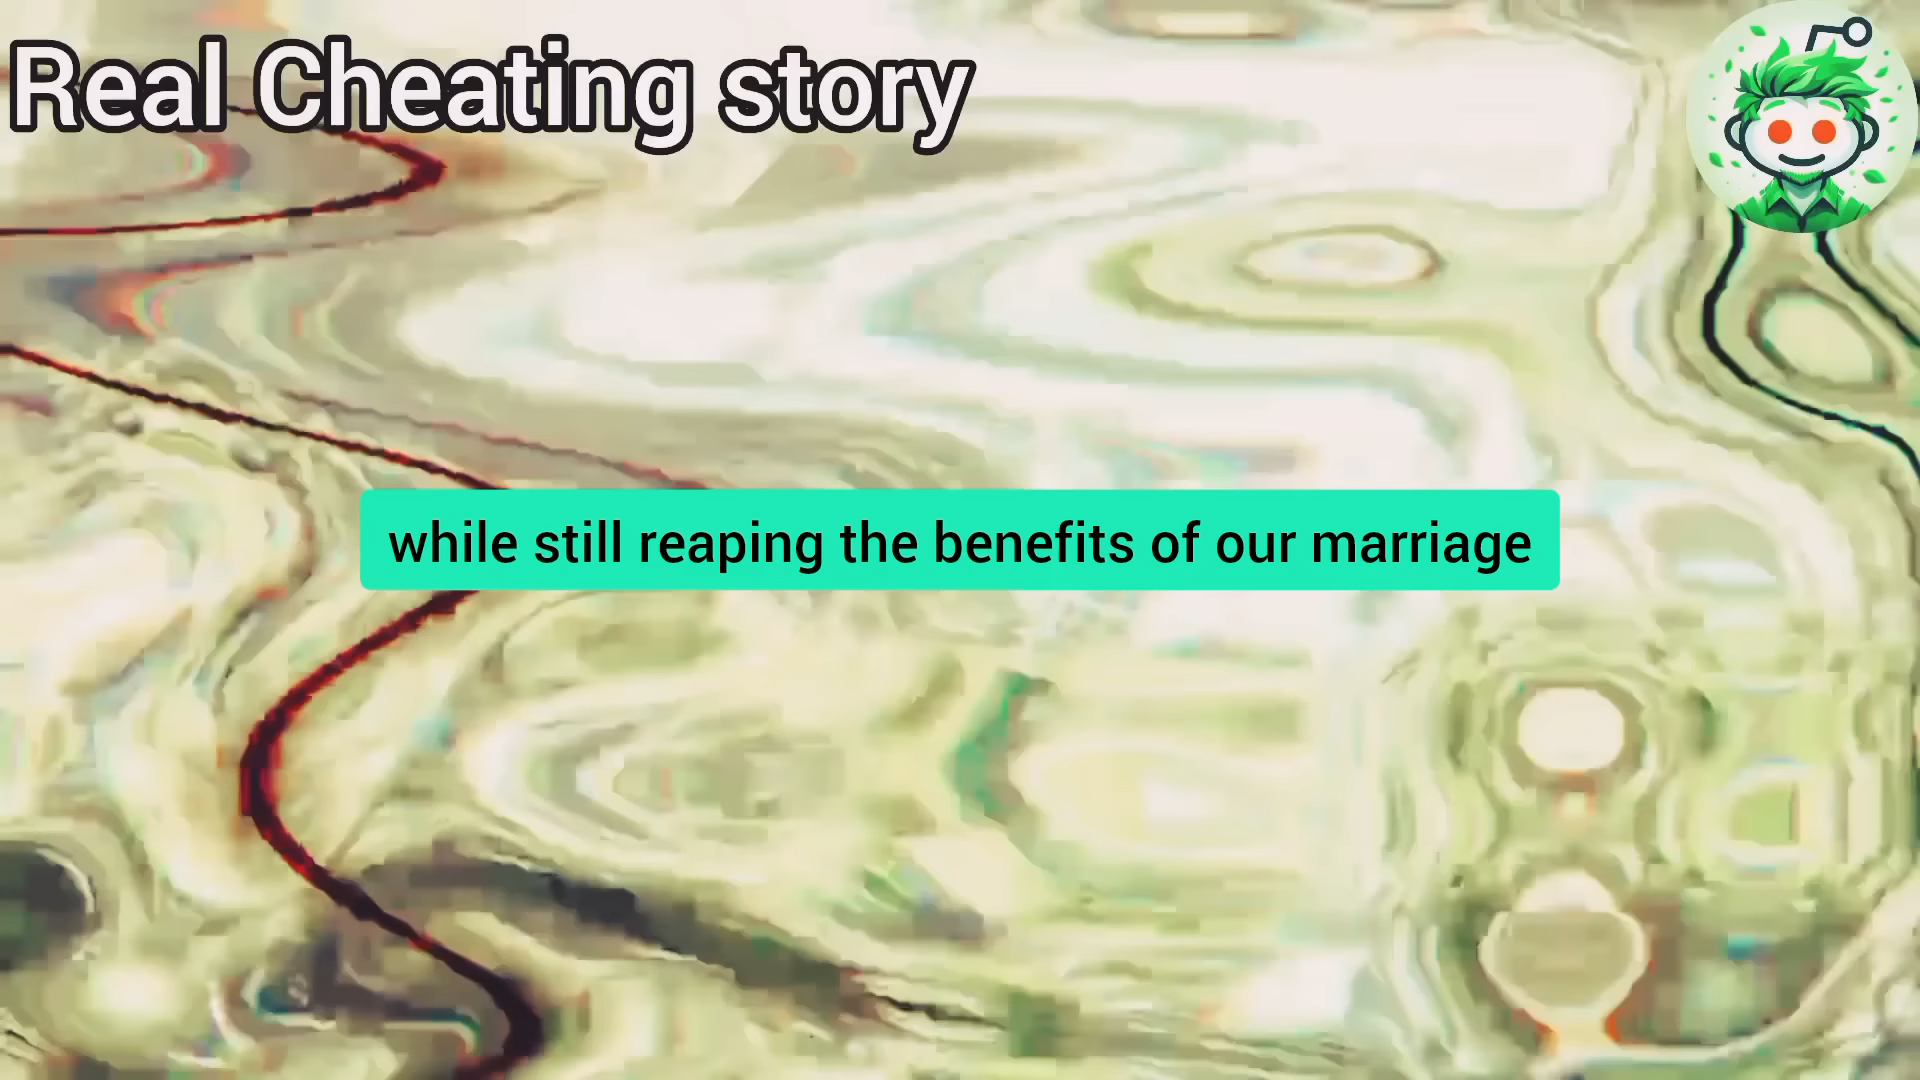 Real Cheating story
while still reaping the benefits of our marriage